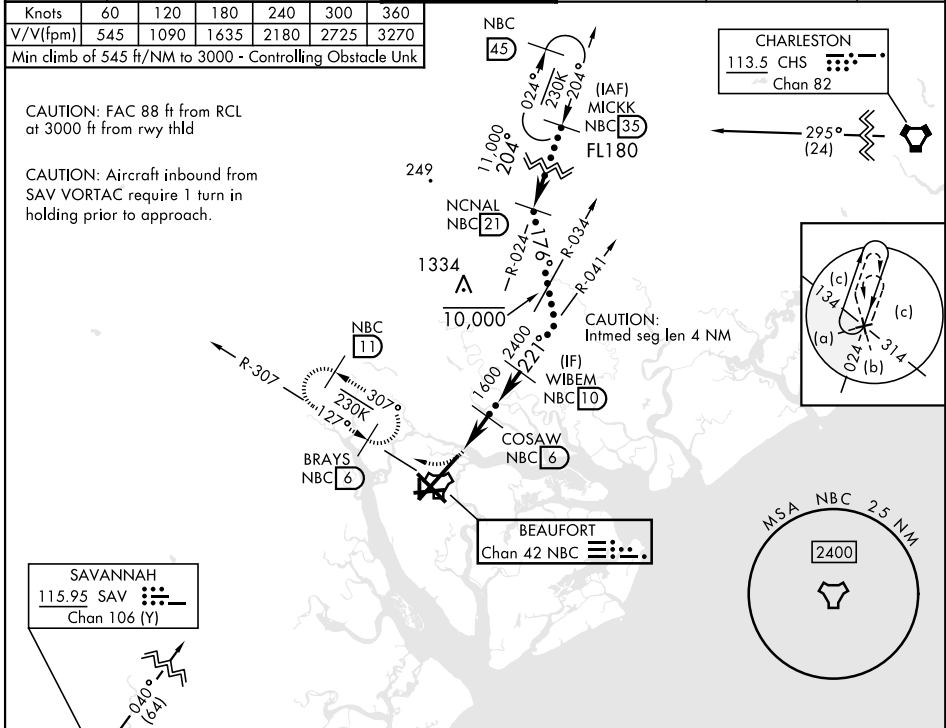 Knots 60 120 180 240 300 360
V/V(fpm) 545 1090 1635 2180 2725 3270
Min climb of 545 ft/NM to 3000 - Controlling Obstacle Unk
CAUTION: FAC 88 ft from RCL
at 3000 ft from rwy thld
CAUTION: Aircraft inbound from
SAV VORTAC require 1 turn in
holding prior to approach.
NBC
45
024°
230K
204°
(IAF)
MICKK
NBC 35
FL180
11,000
204°
CHARLESTON
113.5 CHS
Chan 82
295°
(24)
249
NCNAL
NBC 21
R-024
176°
R-034
R-041
1334
10,000
CAUTION:
Intmed seg len 4 NM
2400
221°
1600
(IF)
WIBEM
NBC 10
COSAW
NBC 6
NBC
11
R-307
307°
230K
127°
BRAYS
NBC 6
BEAUFORT
Chan 42 NBC
(c)
134
(c)
(a)
024
(b)
314
MSA NBC 25 NM
2400
SAVANNAH
115.95 SAV
Chan 106 (Y)
040°
(64)